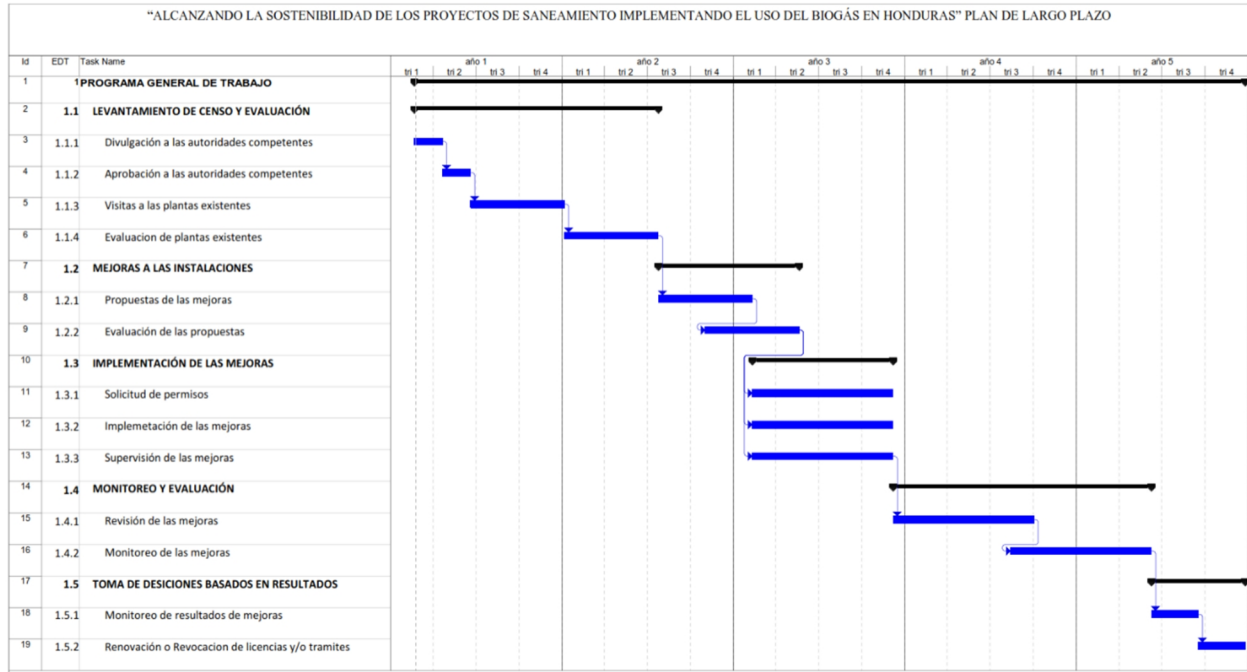 “ALCANZANDO LA SOSTENIBILIDAD DE LOS PROYECTOS DE SANEAMIENTO IMPLEMENTANDO EL USO DEL BIOGÁS EN HONDURAS” PLAN DE LARGO PLAZO
Id EDT Task Name año 1 año 2 año 3 año 4 año 5
tri 1 tri 2 tri 3 tri 4 tri 1 tri 2 tri 3 tri 4 tri 1 tri 2 tri 3 tri 4 tri 1 tri 2 tri 3 tri 4 tri 1 tri 2 tri 3 tri 4
1 1 PROGRAMA GENERAL DE TRABAJO
2 1.1 LEVANTAMIENTO DE CENSO Y EVALUACIÓN
3 1.1.1 Divulgación a las autoridades competentes
4 1.1.2 Aprobación a las autoridades competentes
5 1.1.3 Visitas a las plantas existentes
6 1.1.4 Evaluacion de plantas existentes
7 1.2 MEJORAS A LAS INSTALACIONES
8 1.2.1 Propuestas de las mejoras
9 1.2.2 Evaluación de las propuestas
10 1.3 IMPLEMENTACIÓN DE LAS MEJORAS
11 1.3.1 Solicitud de permisos
12 1.3.2 Implemetación de las mejoras
13 1.3.3 Supervisión de las mejoras
14 1.4 MONITOREO Y EVALUACIÓN
15 1.4.1 Revisión de las mejoras
16 1.4.2 Monitoreo de las mejoras
17 1.5 TOMA DE DESICIONES BASADOS EN RESULTADOS
18 1.5.1 Monitoreo de resultados de mejoras
19 1.5.2 Renovación o Revocacion de licencias y/o tramites